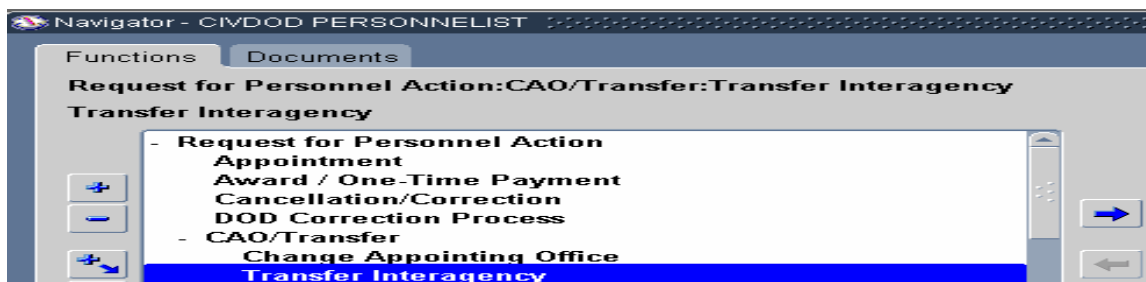 Navigator - CIVDOD PERSONNELIST
Functions Documents
Request for Personnel Action:CAO/Transfer:Transfer Interagency
Transfer Interagency
- Request for Personnel Action
Appointment
Award / One-Time Payment
Cancellation/Correction
DOD Correction Process
- CAO/Transfer
Change Appointing Office
Transfer Interagency